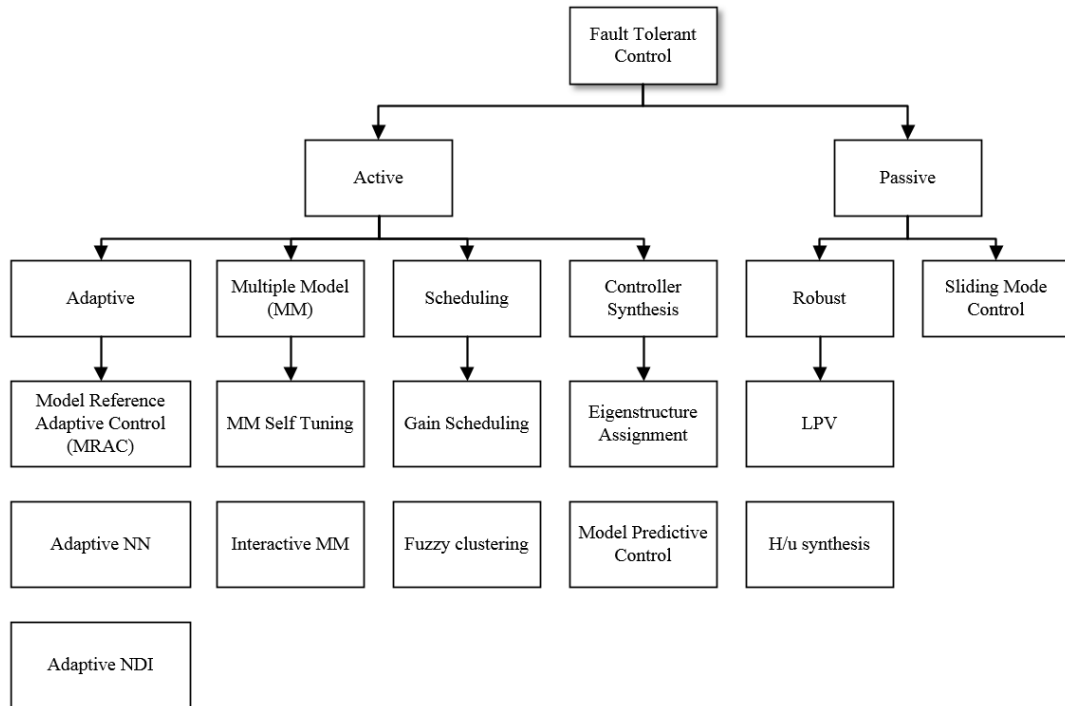 Fault Tolerant
Control
Active
Passive
Adaptive
Multiple Model
(MM)
Scheduling
Controller
Synthesis
Robust
Sliding Mode
Control
Model Reference
Adaptive Control
(MRAC)
MM Self Tuning
Gain Scheduling
Eigenstructure
Assignment
LPV
Adaptive NN
Interactive MM
Fuzzy clustering
Model Predictive
Control
H/u synthesis
Adaptive NDI